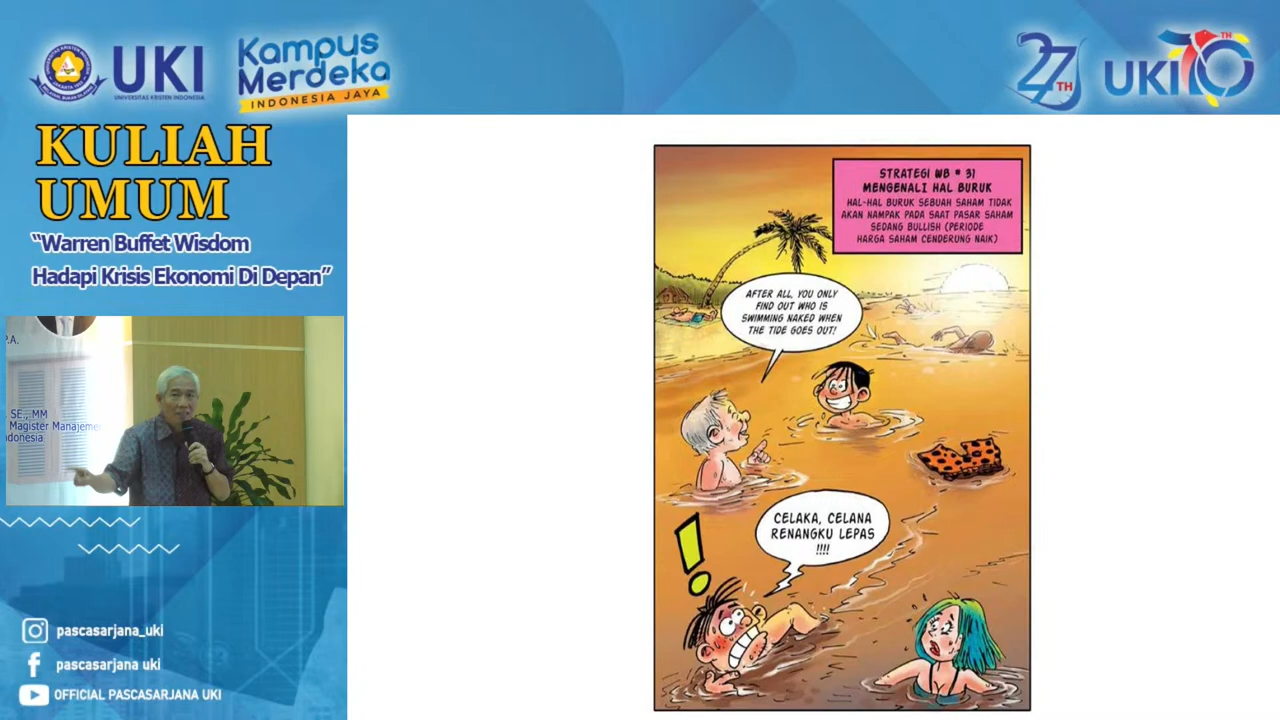 UKI
UNIVERSITAS KRISTEN INDONESIA
Kampus
Merdeka
INDONESIA JAYA
27TH
UKI 70TH
KULIAH
UMUM
“Warren Buffet Wisdom
Hadapi Krisis Ekonomi Di Depan”
P.A.
SE., MM
Magister Manajemen
ndonesia
pascasarjana_uki
pascasarjana uki
OFFICIAL PASCASARJANA UKI
STRATEGI WB # 31
MENGENALI HAL BURUK
HAL-HAL BURUK SEBUAH SAHAM TIDAK
AKAN NAMPAK PADA SAAT PASAR SAHAM
SEDANG BULLISH (PERIODE
HARGA SAHAM CENDERUNG NAIK)
AFTER ALL, YOU ONLY
FIND OUT WHO IS
SWIMMING NAKED WHEN
THE TIDE GOES OUT!
!
CELAKA, CELANA
RENANGKU LEPAS
!!!!